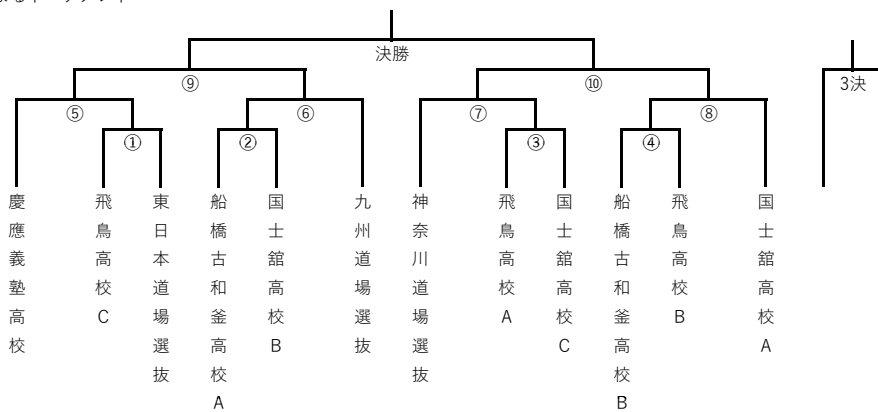 決勝
3決
⑨
⑩
⑤
⑥
⑦
⑧
①
②
③
④
慶應義塾高校
飛鳥高校C
東日本道場選抜
船橋古和釜高校A
国士舘高校B
九州道場選抜
神奈川道場選抜
飛鳥高校A
国士舘高校C
船橋古和釜高校B
飛鳥高校B
国士舘高校A